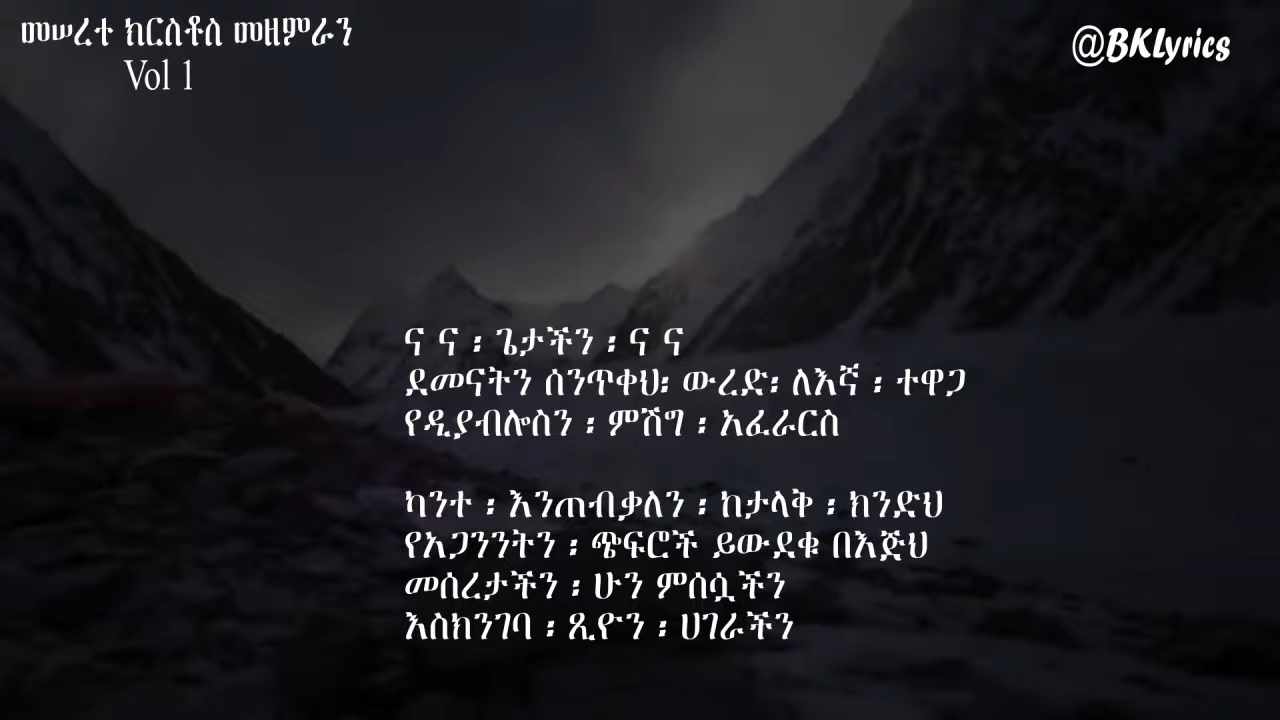 መሠረተ ክርስቶስ መዘምራን
Vol 1
@BKLyrics
ና ና ፡ ጌታችን ፡ ና ና
ደመናትን ሰንጥቀህ፡ ውረድ፡ ለእኛ ፡ ተዋጋ
የዲያብሎስን ፡ ምሽግ ፡ አፈራርስ
ካንተ ፡ እንጠብቃለን ፡ ከታላቅ ፡ ክንድህ
የአጋንንትን ፡ ጭፍሮች ይውደቁ በእጅህ
መሰረታችን ፡ ሁን ምሰሷችን
እስክንገባ ፡ ጺዮን ፡ ሀገራችን